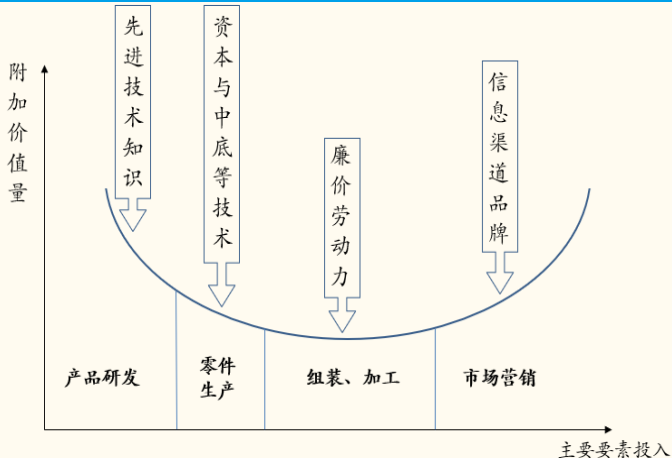 附加价值量
先进技术知识
资本与中底等技术
廉价劳动力
信息渠道品牌
产品研发
零件
生产
组装、加工
市场营销
主要要素投入